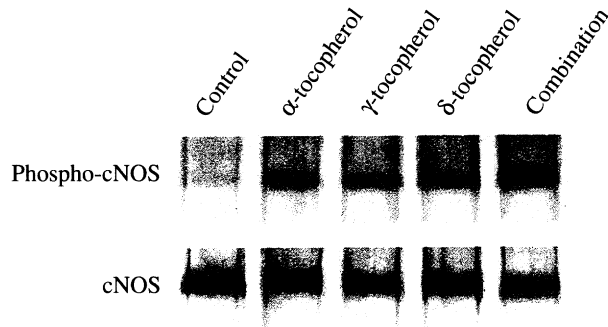 Control
α-tocopherol
γ-tocopherol
δ-tocopherol
Combination
Phospho-cNOS
cNOS